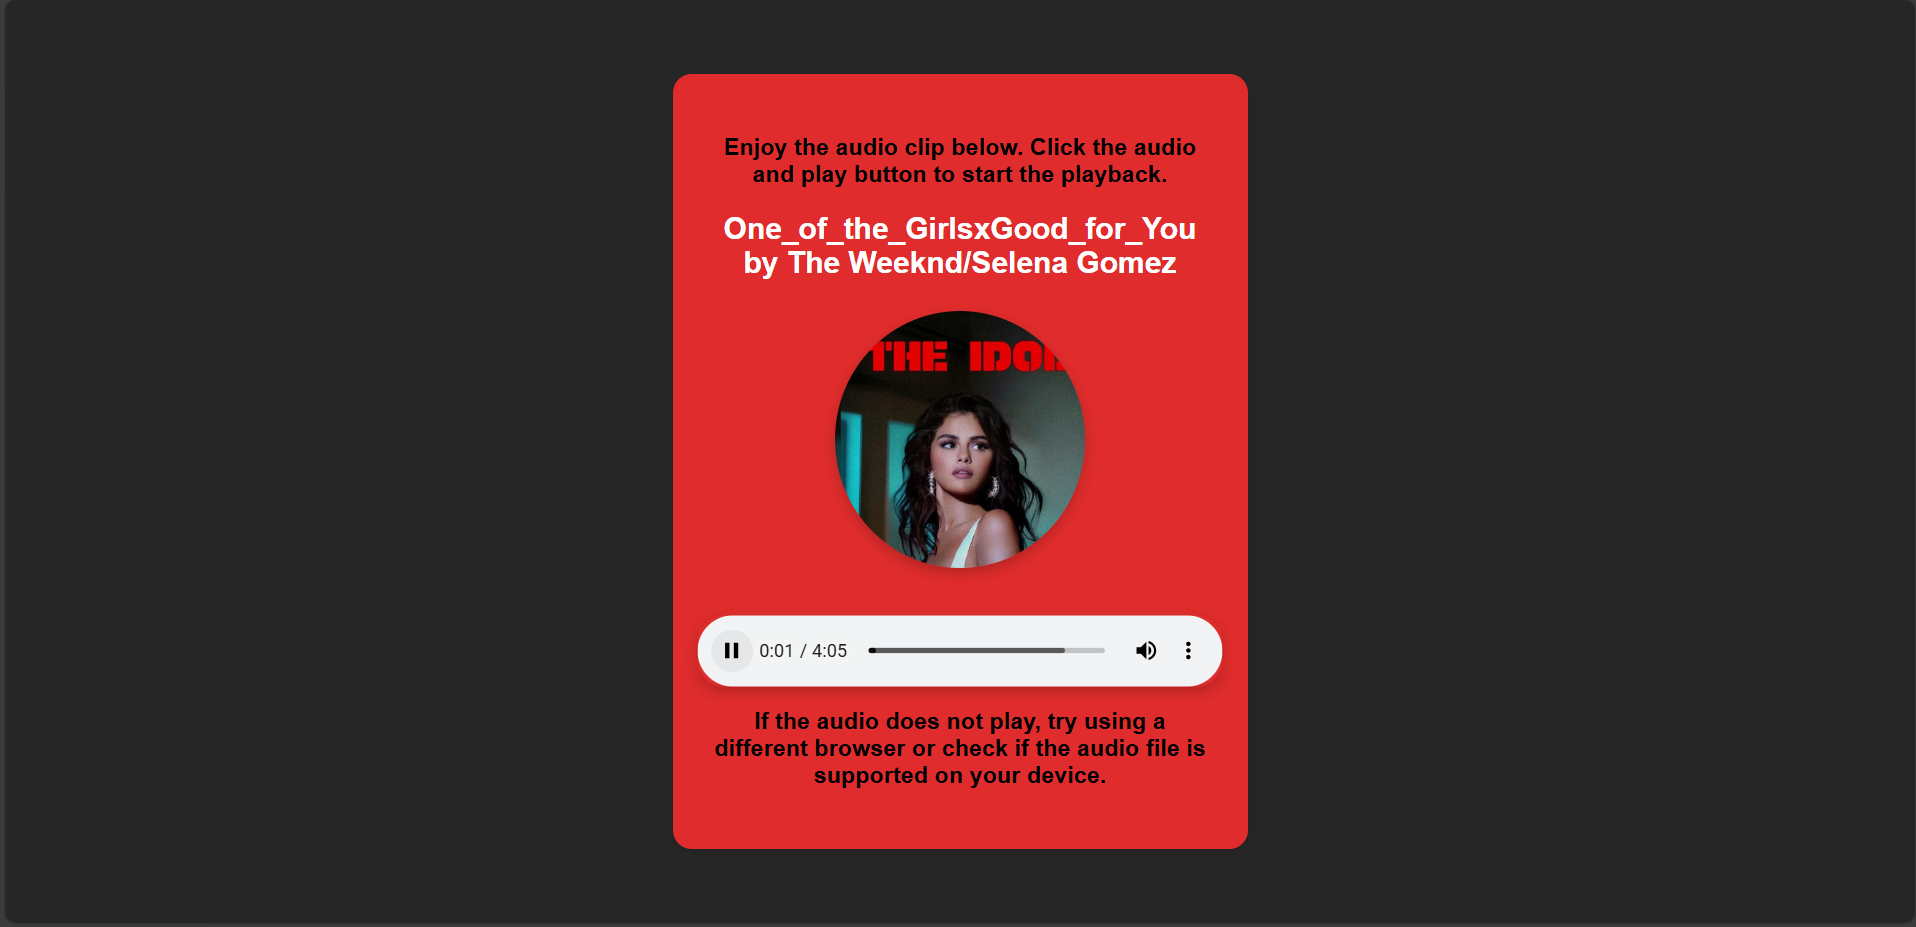 Enjoy the audio clip below. Click the audio
and play button to start the playback.
One_of_the_GirlsxGood_for_You
by The Weeknd/Selena Gomez
THE IDOL
0:01 / 4:05
If the audio does not play, try using a
different browser or check if the audio file is
supported on your device.